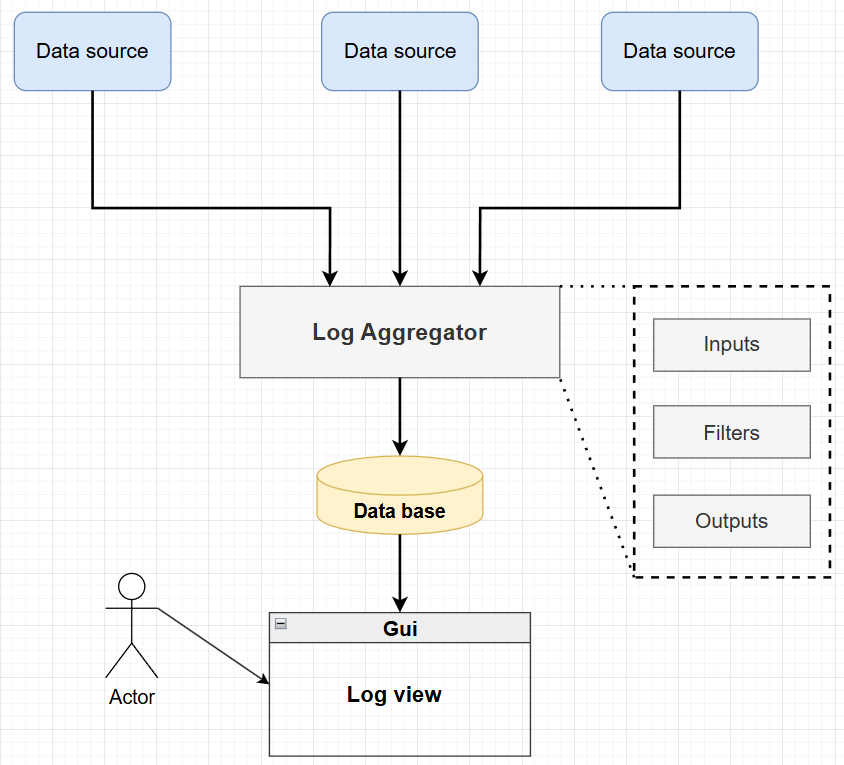 Data source
Data source
Data source
Log Aggregator
Inputs
Filters
Outputs
Data base
Gui
Log view
Actor